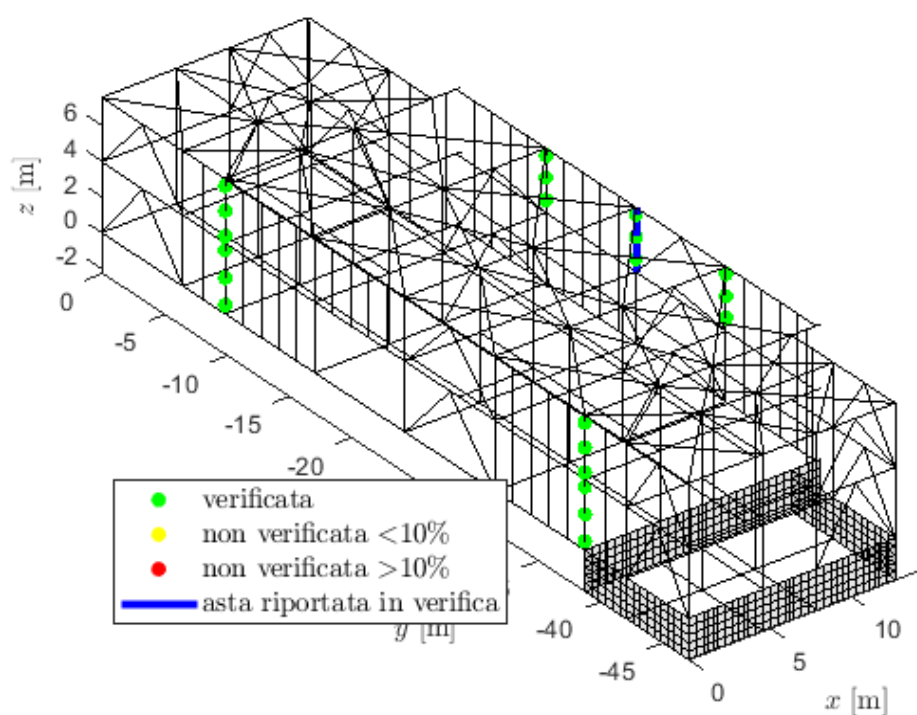 6
4
2
0
-2
z [m]
0
-5
-10
-15
-20
verificata
non verificata <10%
non verificata >10%
asta riportata in verifica
y [m]
-40
-45
0
5
10
x [m]